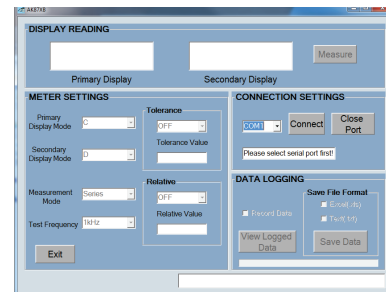 AK87XB
DISPLAY READING
Measure
Primary Display
Secondary Display
METER SETTINGS
Primary
Display Mode
C
Secondary
Display Mode
D
Measurement
Mode
Series
Test Frequency
1kHz
Exit
Tolerance
OFF
Tolerance Value
Relative
OFF
Relative Value
CONNECTION SETTINGS
COM1
Connect
Close
Port
Please select serial port first!
DATA LOGGING
Record Data
Save File Format
Excel(.xls)
Text(.txt)
View Logged
Data
Save Data